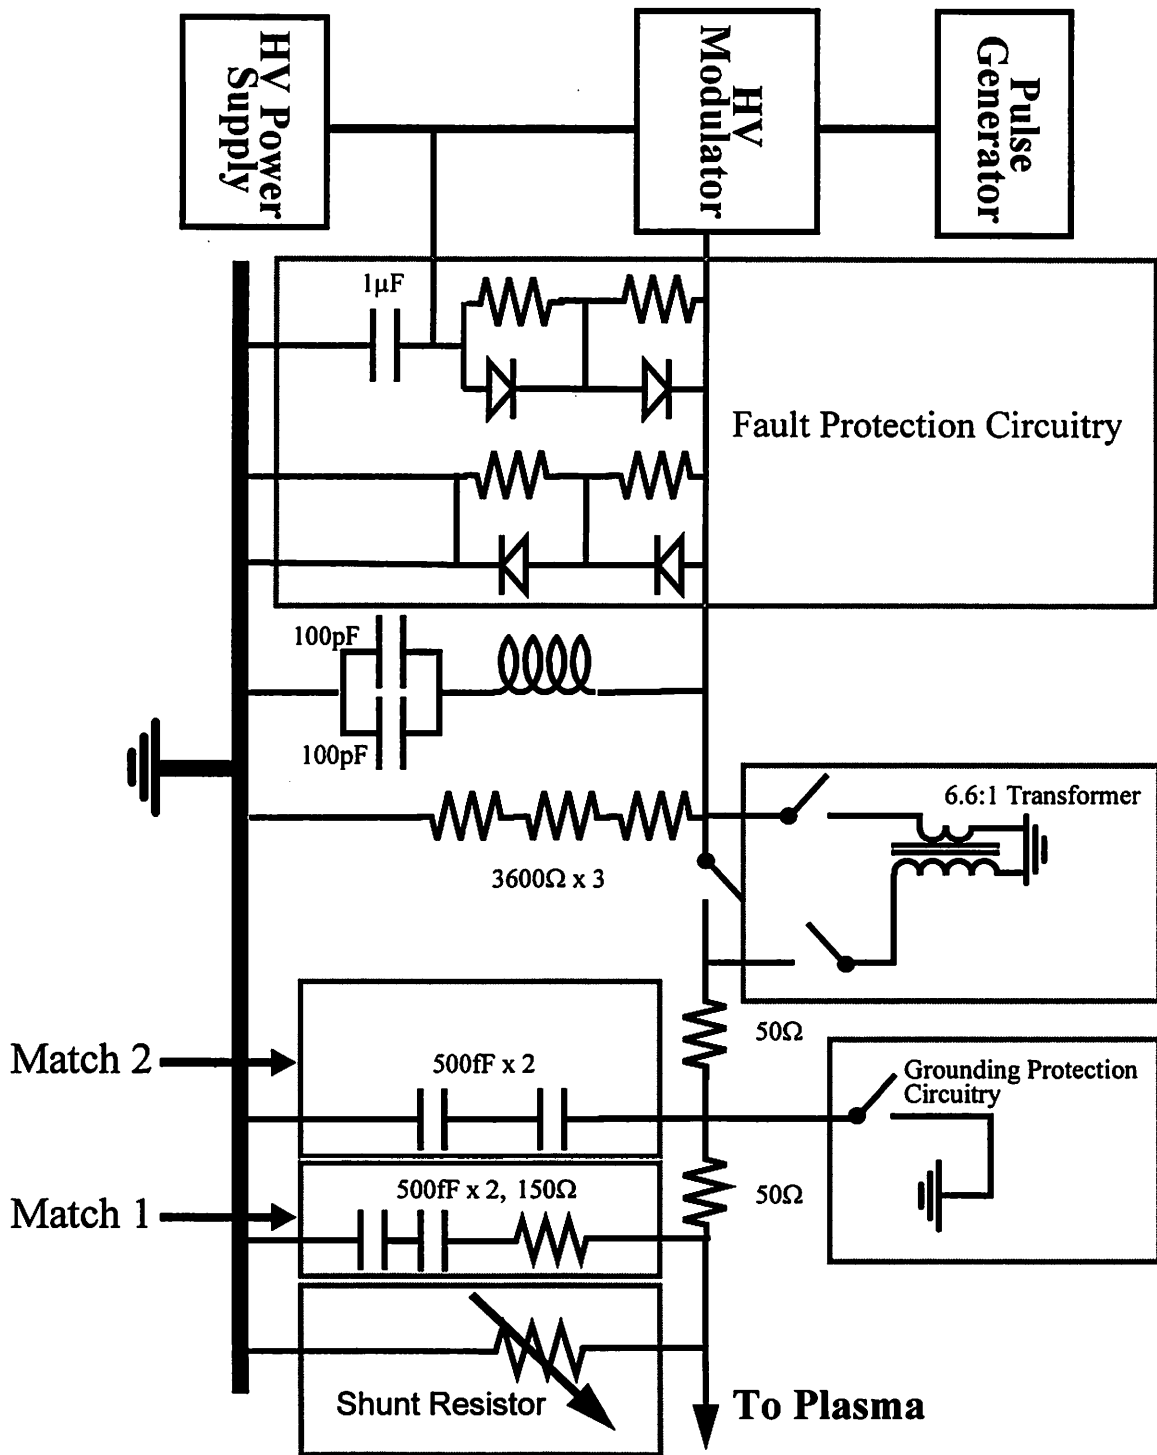 HV Power
Supply
HV
Modulator
Pulse
Generator
1µF
Fault Protection Circuitry
100pF
100pF
6.6:1 Transformer
3600Ω x 3
50Ω
Match 2
500fF x 2
Grounding Protection
Circuitry
Match 1
500fF x 2, 150Ω
50Ω
Shunt Resistor
To Plasma